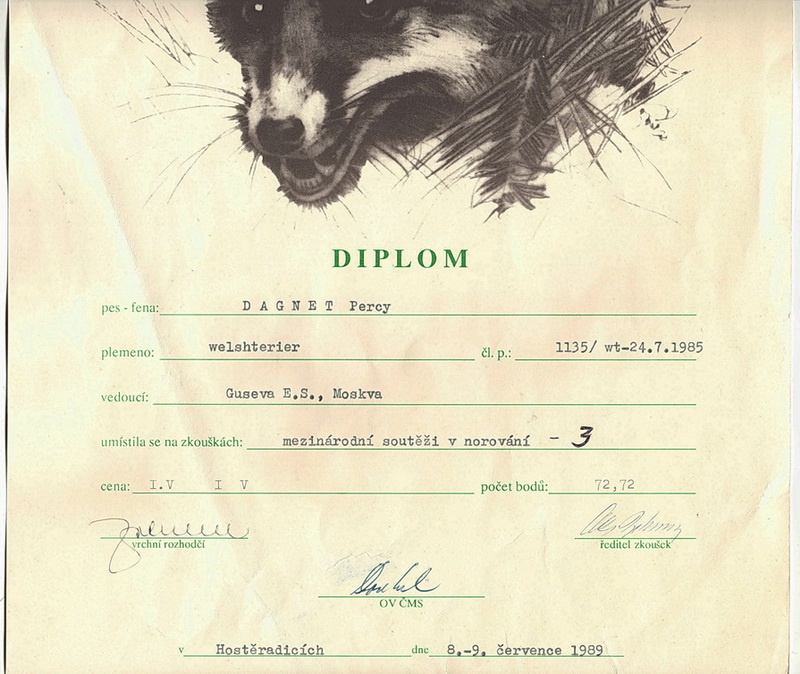 DIPLOM
pes - fena: D A G N E T Percy
plemeno: welshterier čl. p.: 1135/ wt-24.7.1985
vedoucí: Guseva E.S., Moskva
umístila se na zkouškách: mezinárodní soutěži v norování - 3
cena: I.V I V počet bodů: 72,72
vrchní rozhodčí ředitel zkoušek
OV ČMS
v Hostěradicích dne 8.-9. července 1989